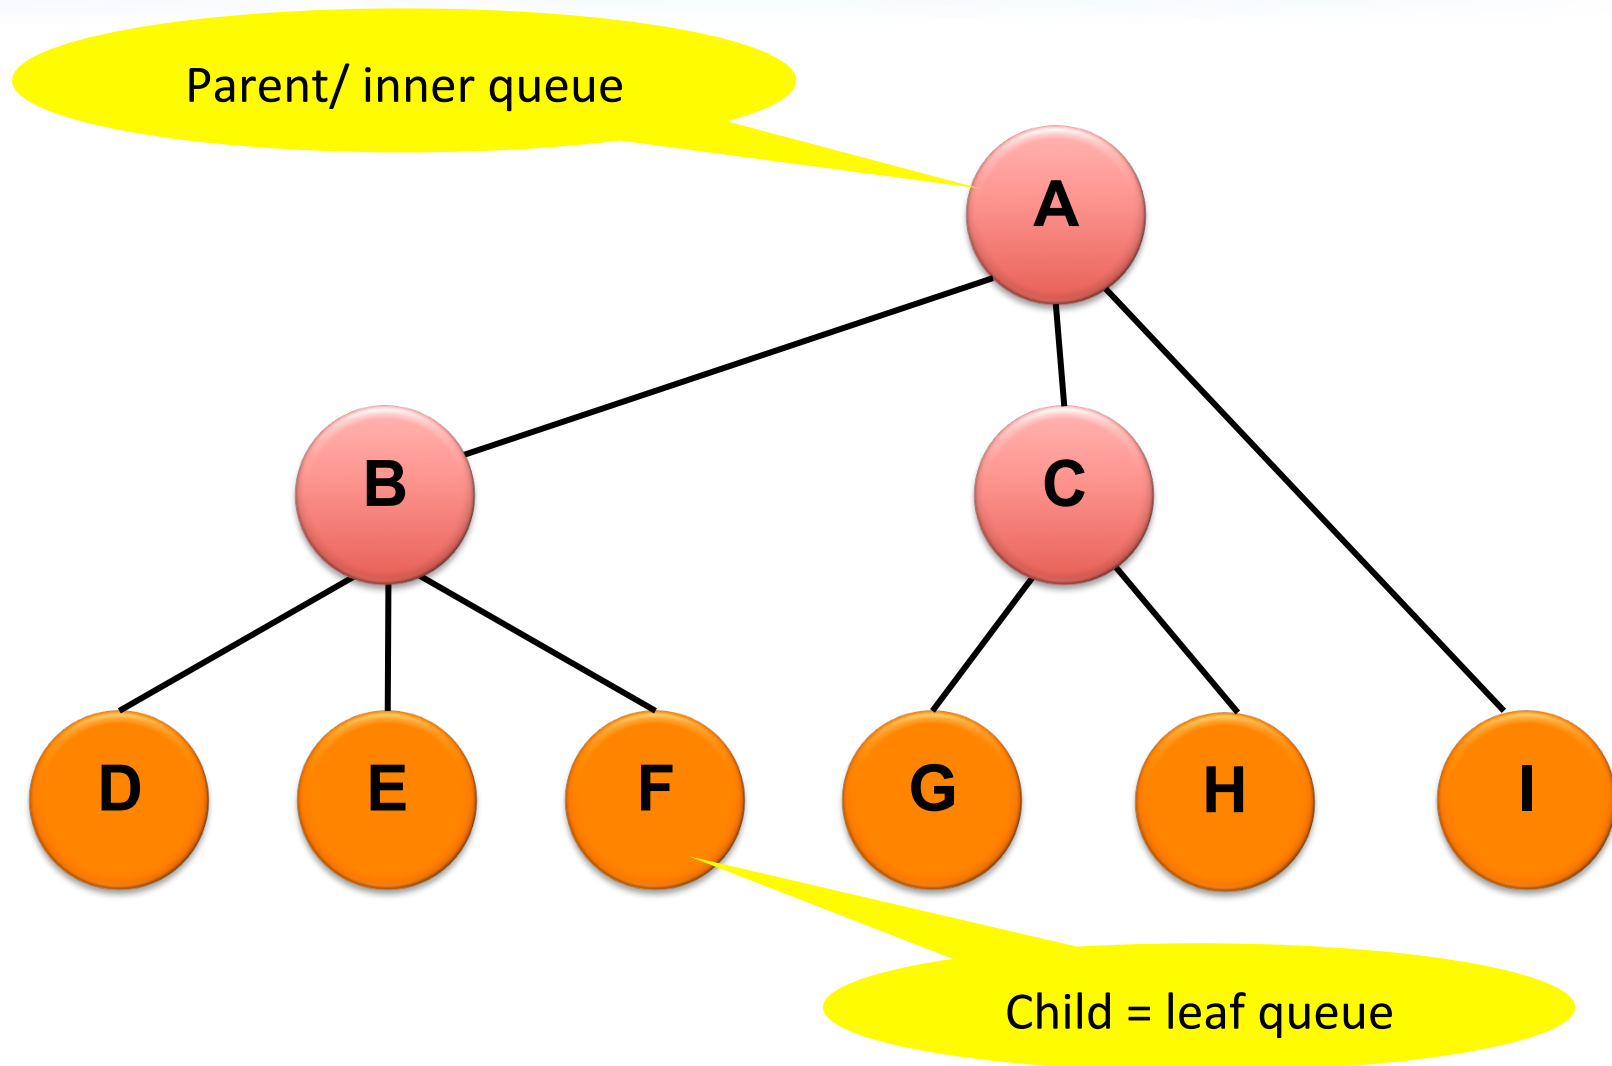 Parent/ inner queue
A
B
C
D
E
F
G
H
I
Child = leaf queue